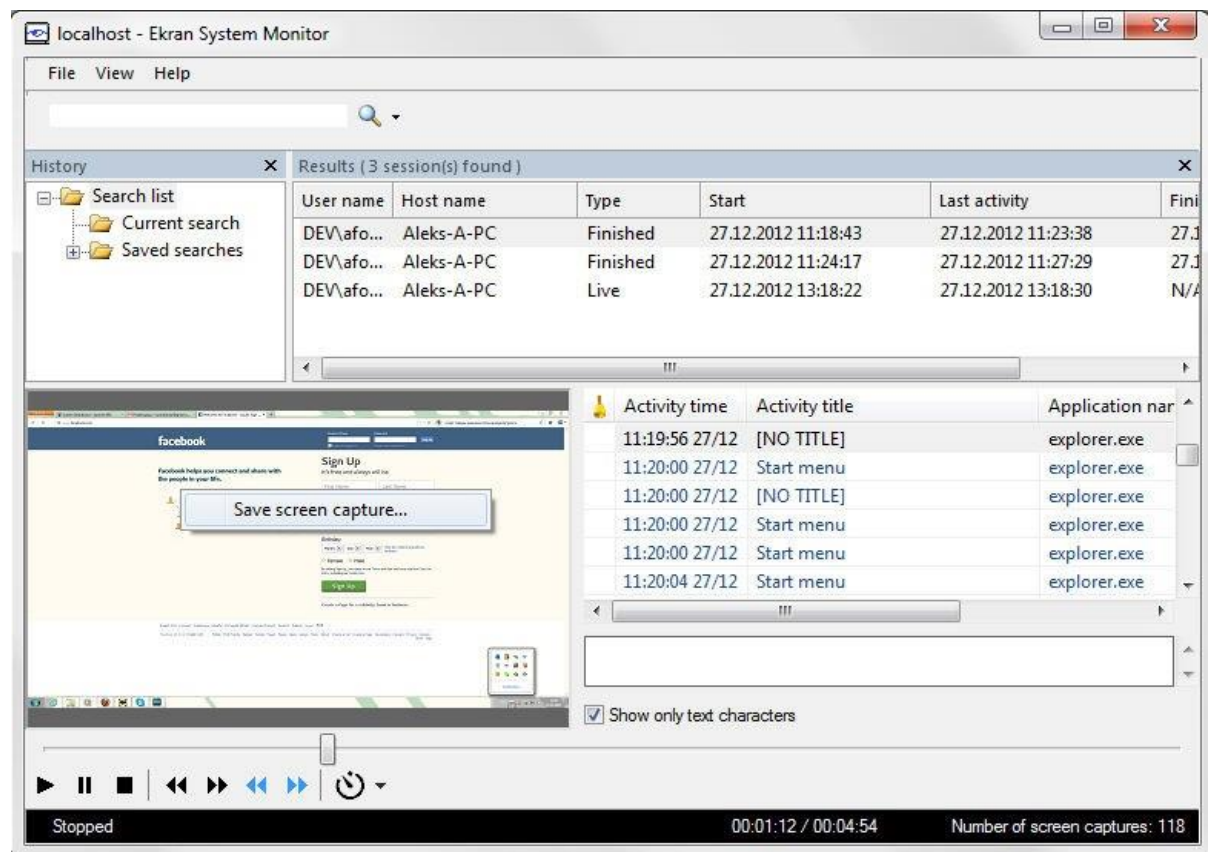 localhost - Ekran System Monitor
File View Help
History
Results ( 3 session(s) found )
Search list
Current search
Saved searches
User name Host name Type Start Last activity Fini
DEV\afo... Aleks-A-PC Finished 27.12.2012 11:18:43 27.12.2012 11:23:38 27.1
DEV\afo... Aleks-A-PC Finished 27.12.2012 11:24:17 27.12.2012 11:27:29 27.1
DEV\afo... Aleks-A-PC Live 27.12.2012 13:18:22 27.12.2012 13:18:30 N/A
facebook
Facebook helps you connect and share with
the people in your life.
Sign Up
It's free and always will be.
Save screen capture...
Birthday
Sign Up
Activity time Activity title Application nar
11:19:56 27/12 [NO TITLE] explorer.exe
11:20:00 27/12 Start menu explorer.exe
11:20:00 27/12 [NO TITLE] explorer.exe
11:20:00 27/12 Start menu explorer.exe
11:20:00 27/12 Start menu explorer.exe
11:20:04 27/12 Start menu explorer.exe
Show only text characters
Stopped 00:01:12 / 00:04:54 Number of screen captures: 118